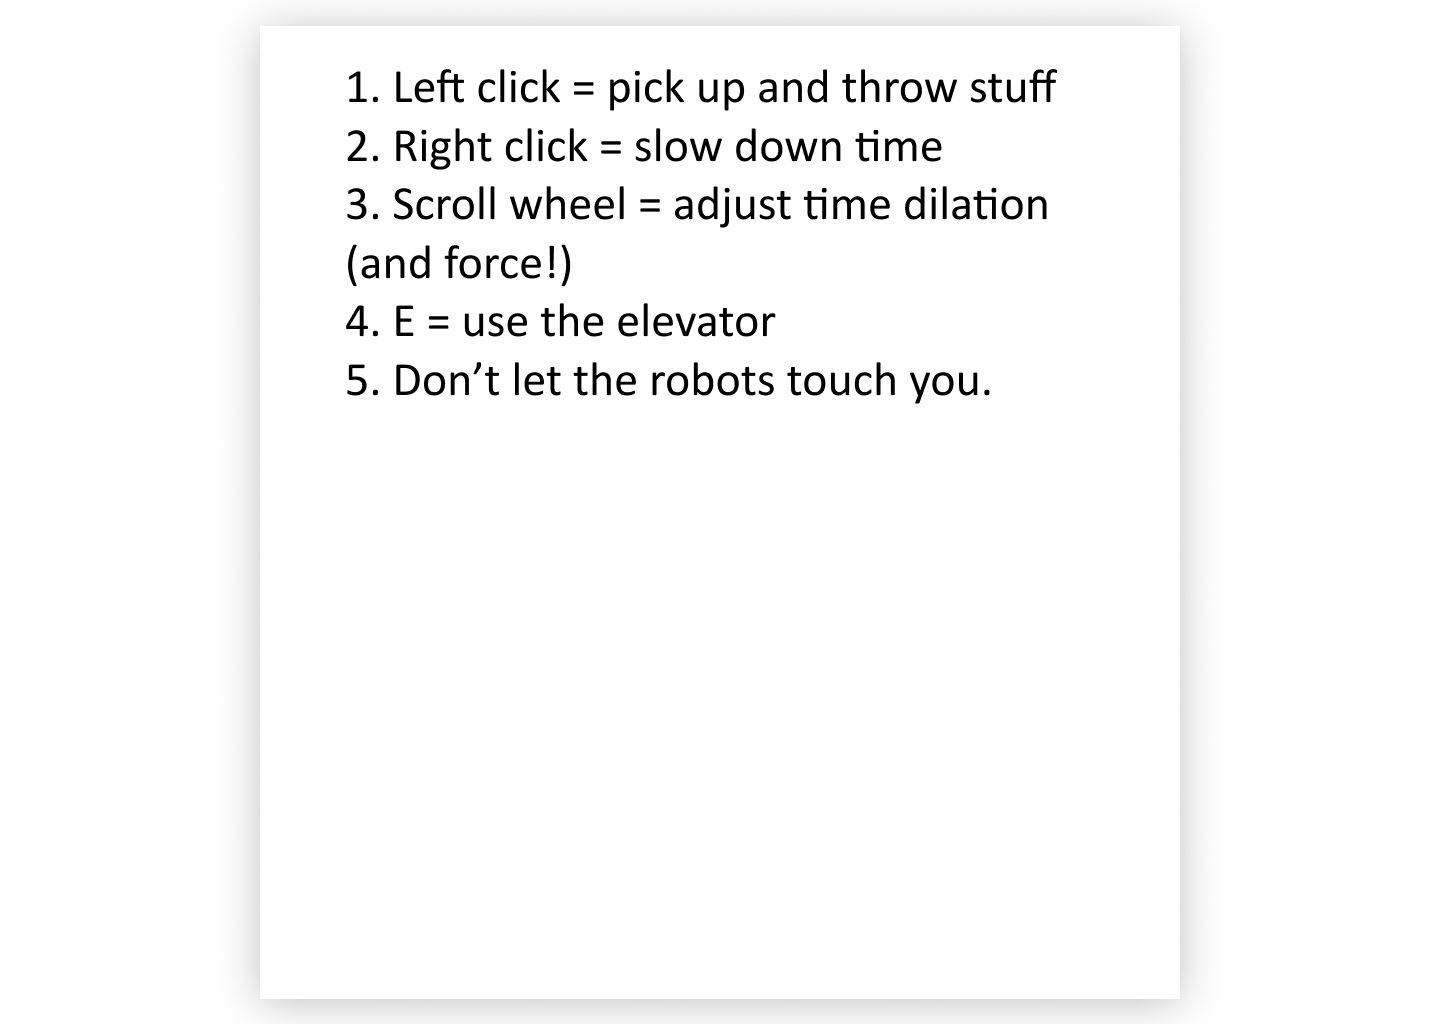 1. Left click = pick up and throw stuff
2. Right click = slow down time
3. Scroll wheel = adjust time dilation
(and force!)
4. E = use the elevator
5. Don’t let the robots touch you.